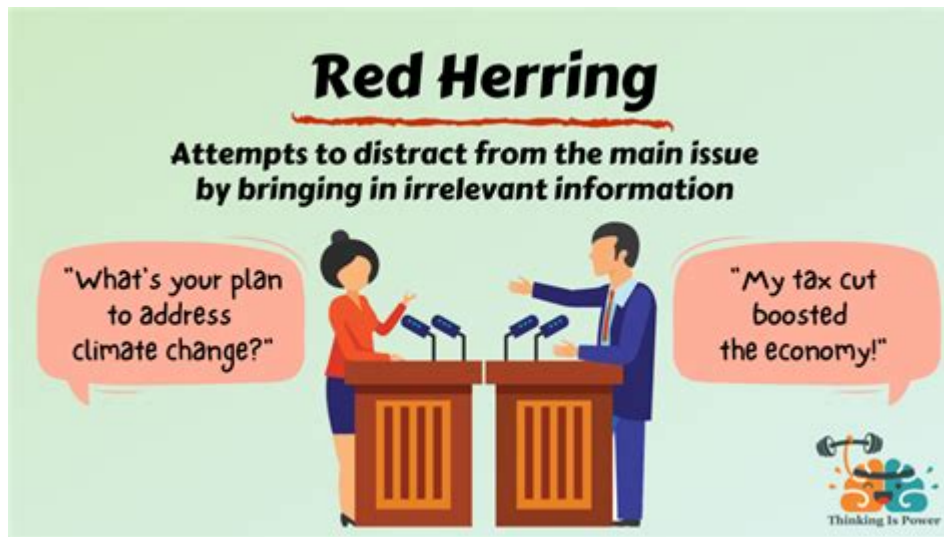 Red Herring
Attempts to distract from the main issue
by bringing in irrelevant information
"What's your plan
to address
climate change?"
"My tax cut
boosted
the economy!"
Thinking Is Power